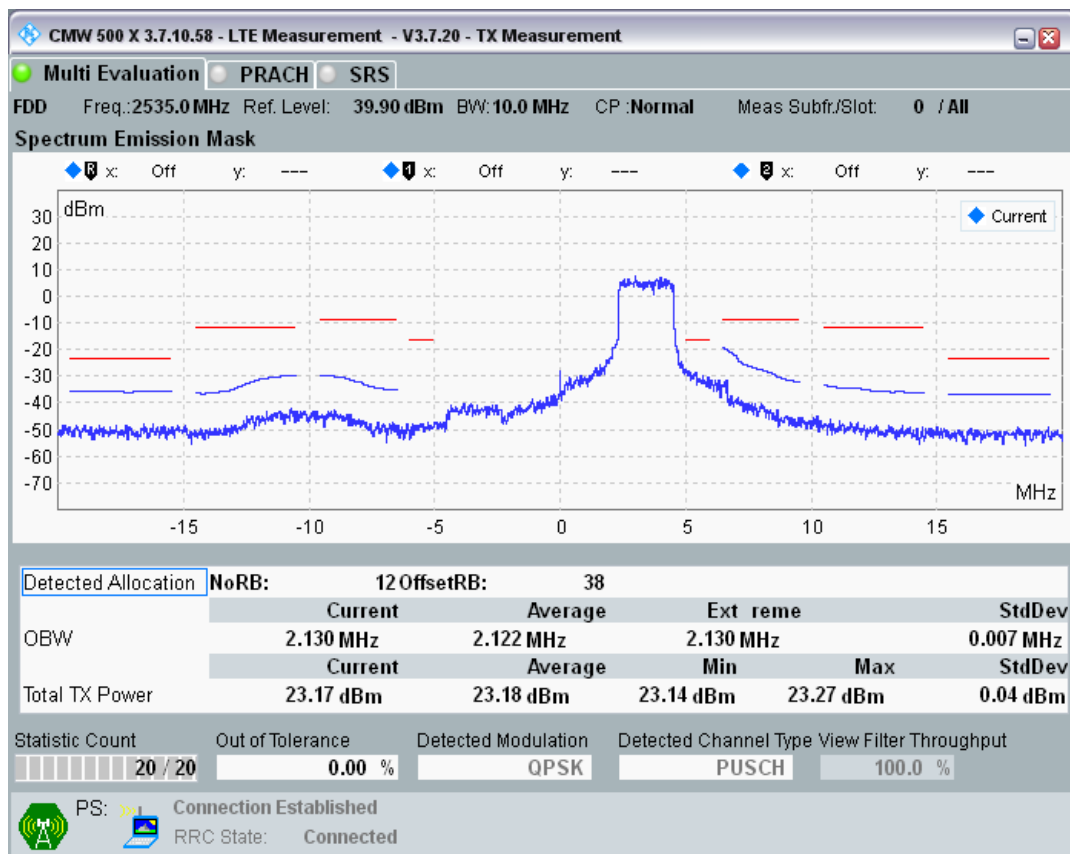 CMW 500 X 3.7.10.58 - LTE Measurement - V3.7.20 - TX Measurement
Multi Evaluation PRACH SRS
FDD Freq.:2535.0 MHz Ref. Level: 39.90 dBm BW: 10.0 MHz CP :Normal Meas Subfr./Slot: 0 / All
Spectrum Emission Mask
R x: Off y: --- 1 x: Off y: --- 2 x: Off y: ---
dBm
Current
30
20
10
0
-10
-20
-30
-40
-50
-60
-70
MHz
-15 -10 -5 0 5 10 15
Detected Allocation NoRB: 12 OffsetRB: 38
Current Average Ext reme StdDev
OBW 2.130 MHz 2.122 MHz 2.130 MHz 0.007 MHz
Current Average Min Max StdDev
Total TX Power 23.17 dBm 23.18 dBm 23.14 dBm 23.27 dBm 0.04 dBm
Statistic Count Out of Tolerance Detected Modulation Detected Channel Type View Filter Throughput
20 / 20 0.00 % QPSK PUSCH 100.0 %
PS: Connection Established
RRC State: Connected